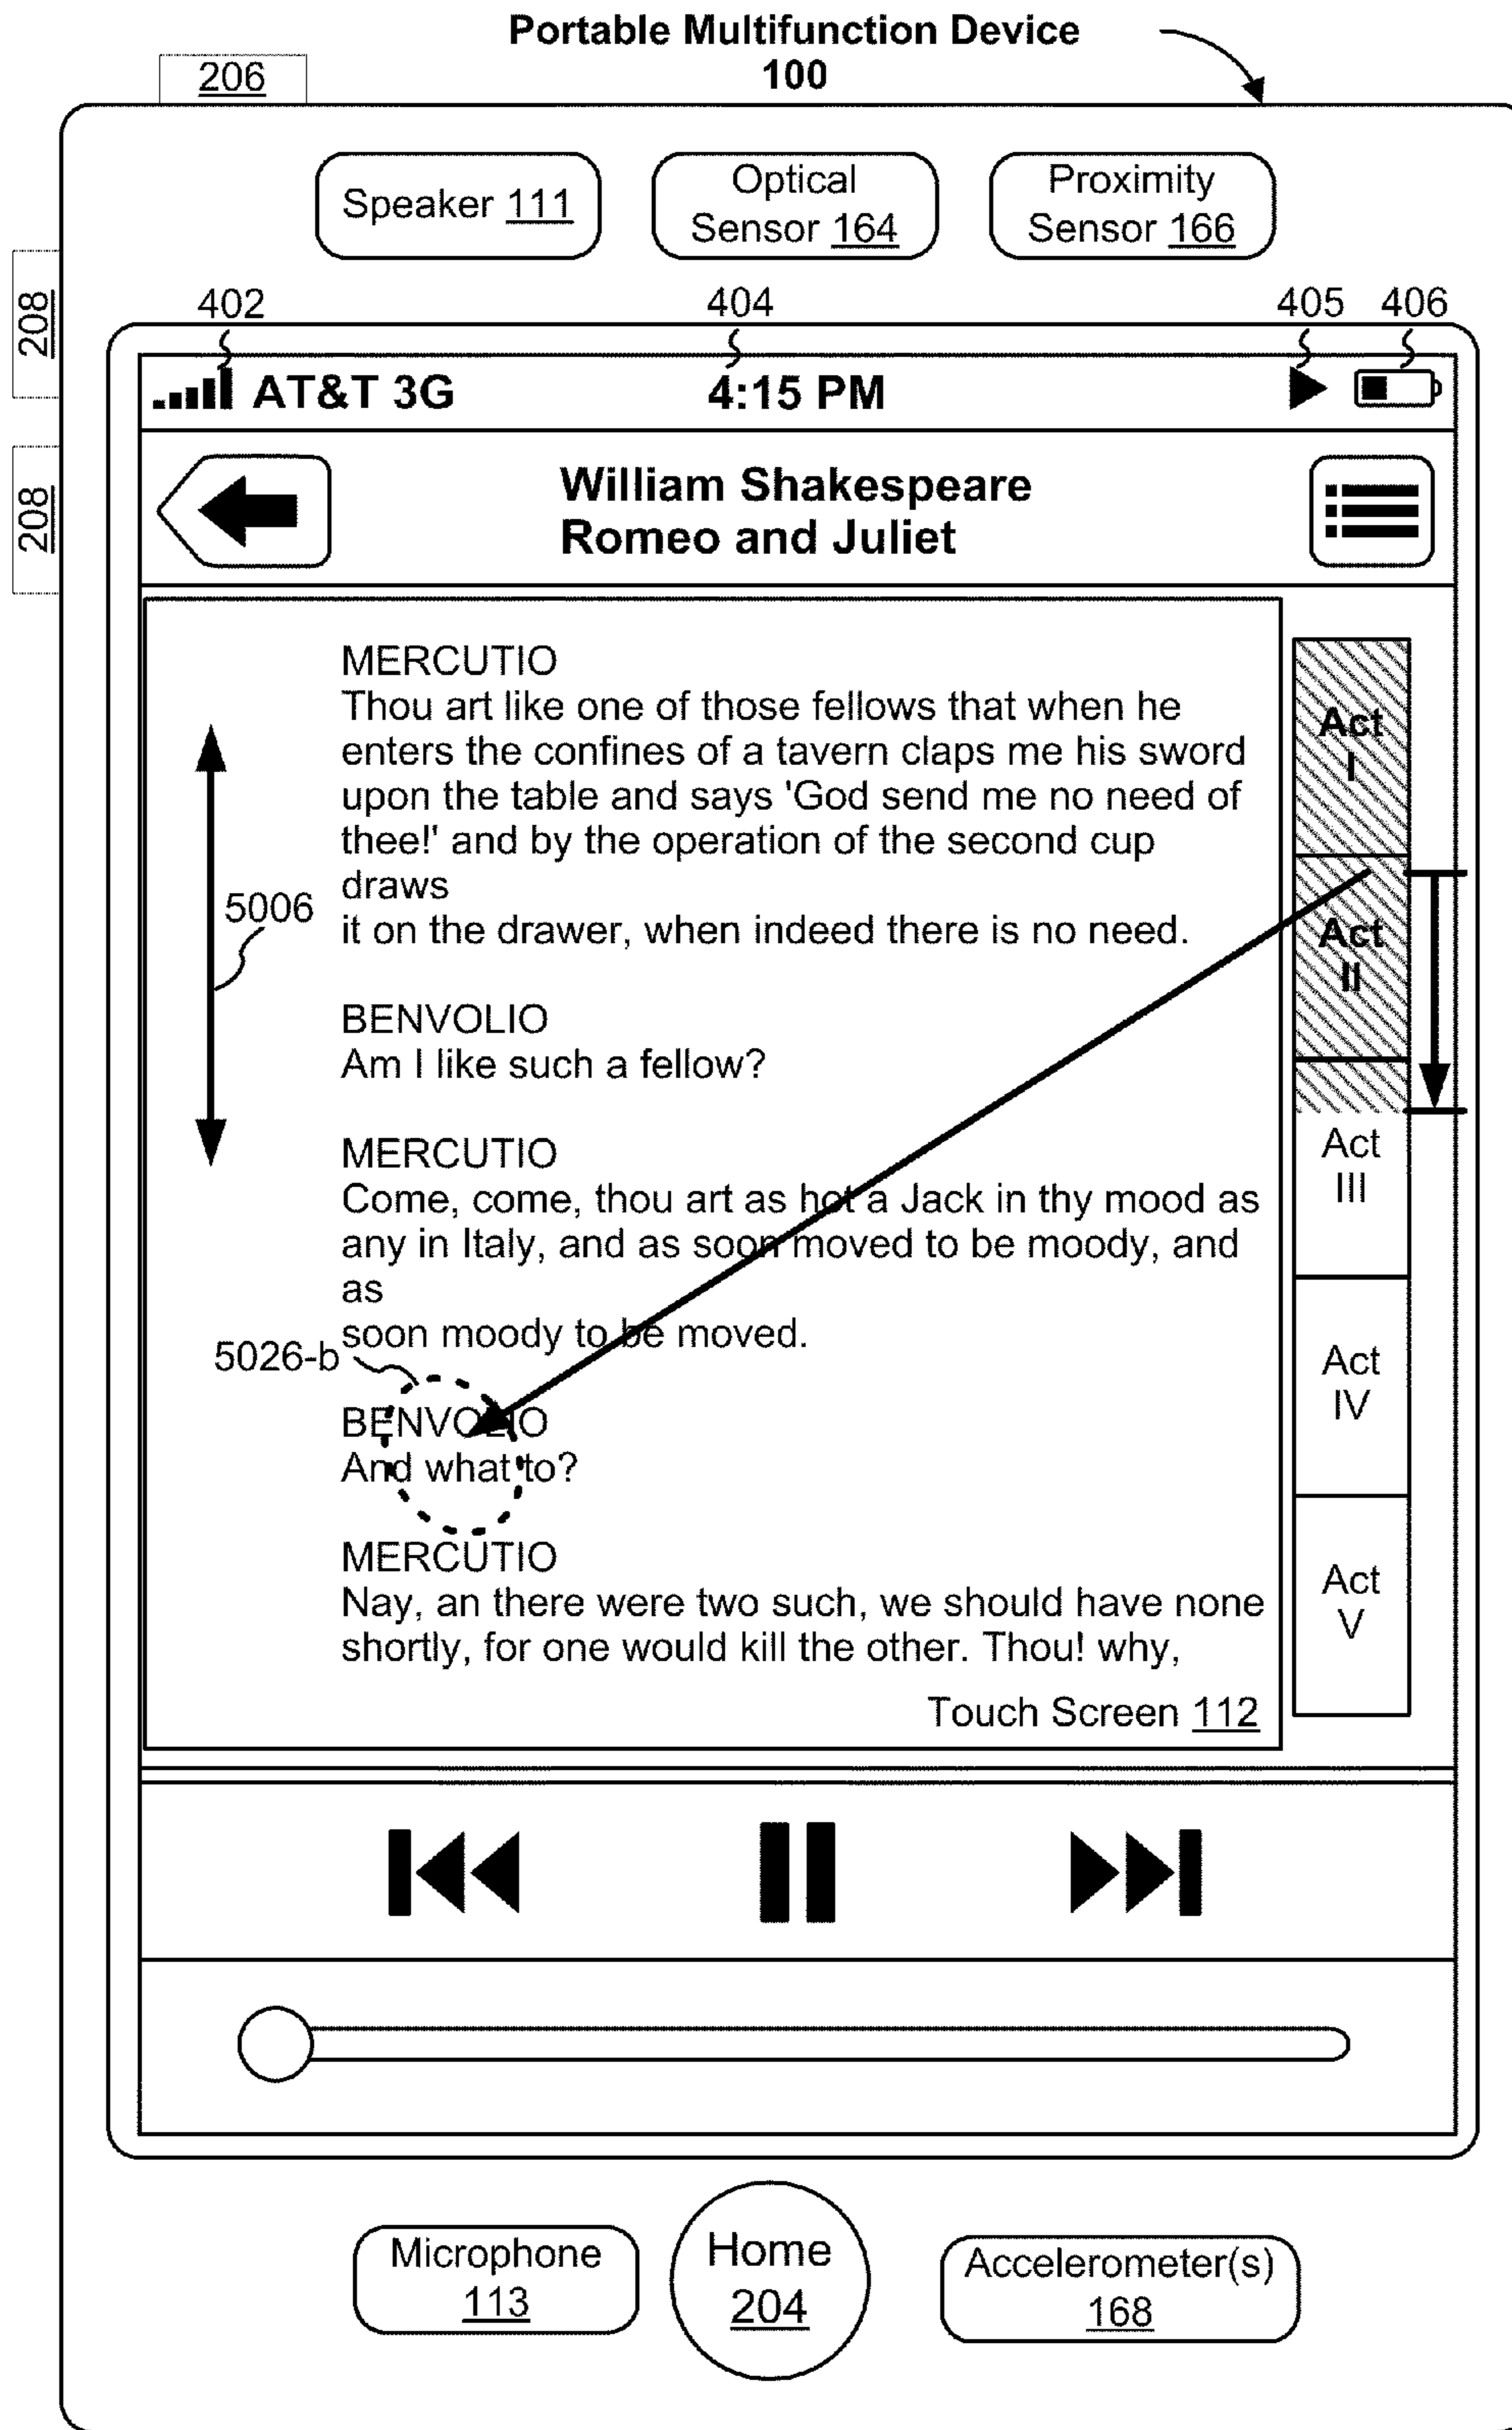 Portable Multifunction Device
100
206
Speaker 111
Optical
Sensor 164
Proximity
Sensor 166
208
208
402
404
405
406
AT&T 3G
4:15 PM
William Shakespeare
Romeo and Juliet
MERCUTIO
Thou art like one of those fellows that when he
enters the confines of a tavern claps me his sword
upon the table and says 'God send me no need of
thee!' and by the operation of the second cup
draws
it on the drawer, when indeed there is no need.
5006
BENVOLIO
Am I like such a fellow?
MERCUTIO
Come, come, thou art as hot a Jack in thy mood as
any in Italy, and as soon moved to be moody, and
as
soon moody to be moved.
5026-b
BENVOLIO
And what to?
MERCUTIO
Nay, an there were two such, we should have none
shortly, for one would kill the other. Thou! why,
Touch Screen 112
Act
I
Act
II
Act
III
Act
IV
Act
V
Microphone
113
Home
204
Accelerometer(s)
168